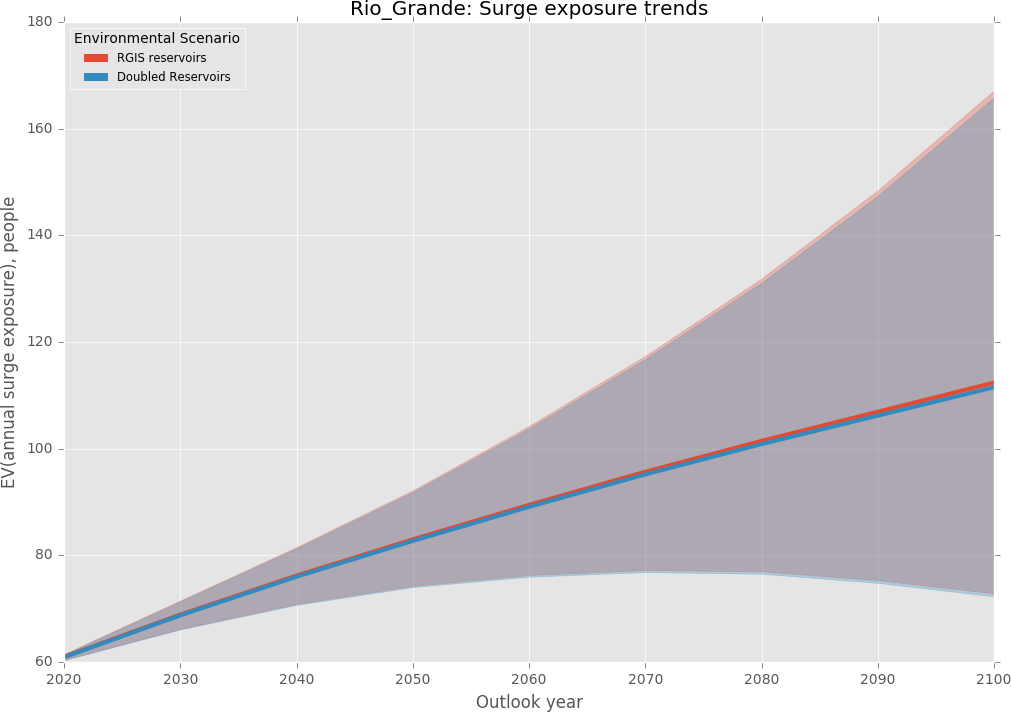 Rio_Grande: Surge exposure trends
180
160
140
120
100
80
60
EV(annual surge exposure), people
Environmental Scenario
RGIS reservoirs
Doubled Reservoirs
2020 2030 2040 2050 2060 2070 2080 2090 2100
Outlook year